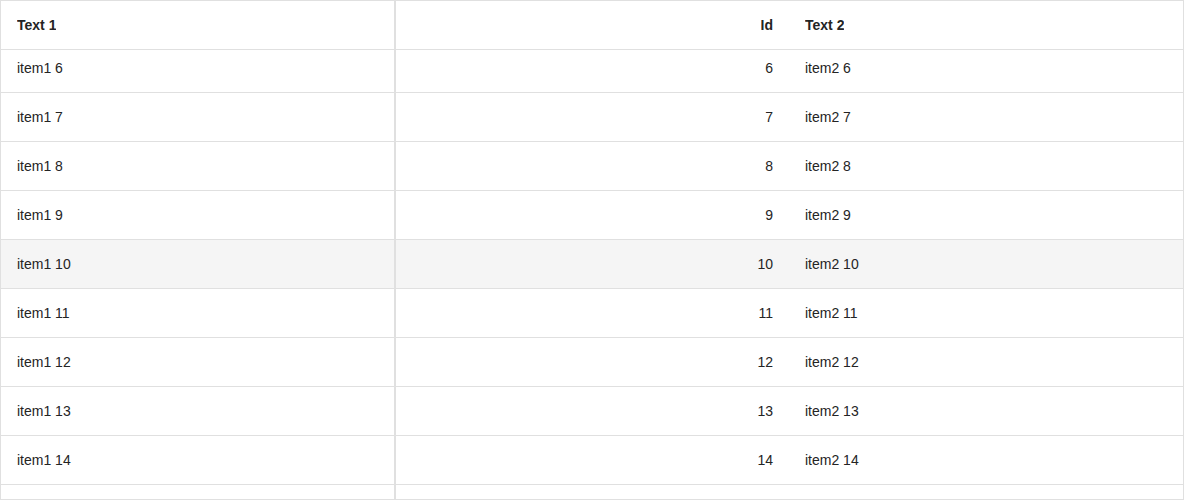 Text 1 Id Text 2
item1 6 6 item2 6
item1 7 7 item2 7
item1 8 8 item2 8
item1 9 9 item2 9
item1 10 10 item2 10
item1 11 11 item2 11
item1 12 12 item2 12
item1 13 13 item2 13
item1 14 14 item2 14